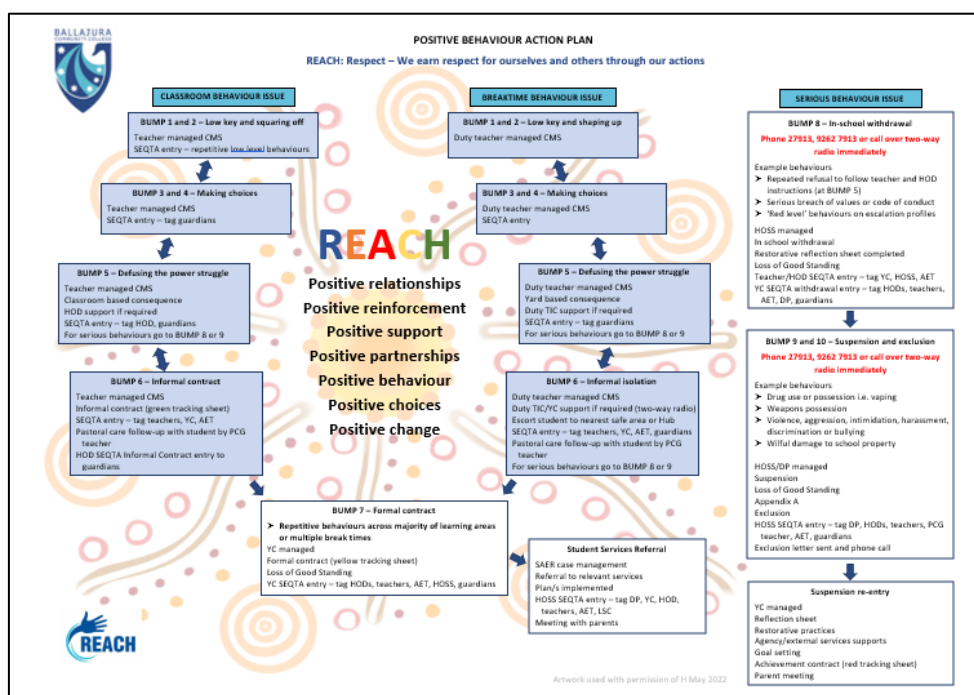 BALLAJURA
COMMUNITY COLLEGE
POSITIVE BEHAVIOUR ACTION PLAN
REACH: Respect – We earn respect for ourselves and others through our actions
CLASSROOM BEHAVIOUR ISSUE
BUMP 1 and 2 – Low key and squaring off
Teacher managed CMS
SEQTA entry – repetitive low level behaviours
BUMP 3 and 4 – Making choices
Teacher managed CMS
SEQTA entry – tag guardians
BUMP 5 – Defusing the power struggle
Teacher managed CMS
Classroom based consequence
HOD support if required
SEQTA entry – tag HOD, guardians
For serious behaviours go to BUMP 8 or 9
BUMP 6 – Informal contract
Teacher managed CMS
Informal contract (green tracking sheet)
SEQTA entry – tag teachers, YC, AET
Pastoral care follow-up with student by PCG
teacher
HOD SEQTA Informal Contract entry to
guardians
REACH
Positive relationships
Positive reinforcement
Positive support
Positive partnerships
Positive behaviour
Positive choices
Positive change
BREAKTIME BEHAVIOUR ISSUE
BUMP 1 and 2 – Low key and shaping up
Duty teacher managed CMS
BUMP 3 and 4 – Making choices
Duty teacher managed CMS
SEQTA entry
BUMP 5 – Defusing the power struggle
Duty teacher managed CMS
Yard based consequence
Duty TIC support if required
SEQTA entry – tag guardians
For serious behaviours go to BUMP 8 or 9
BUMP 6 – Informal isolation
Duty teacher managed CMS
Duty TIC/YC support if required (two-way radio)
Escort student to nearest safe area or Hub
SEQTA entry – tag teachers, YC, AET, guardians
Pastoral care follow-up with student by PCG
teacher
For serious behaviours go to BUMP 8 or 9
BUMP 7 – Formal contract
➤ Repetitive behaviours across majority of learning areas
or multiple break times
YC managed
Formal contract (yellow tracking sheet)
Loss of Good Standing
YC SEQTA entry – tag HODs, teachers, AET, HOSS, guardians
Student Services Referral
SAER case management
Referral to relevant services
Plan/s implemented
HOSS SEQTA entry – tag DP, YC, HOD,
teachers, AET, LSC
Meeting with parents
SERIOUS BEHAVIOUR ISSUE
BUMP 8 – In-school withdrawal
Phone 27913, 9262 7913 or call over two-way
radio immediately
Example behaviours
➤ Repeated refusal to follow teacher and HOD
instructions (at BUMP 5)
➤ Serious breach of values or code of conduct
➤ ‘Red level’ behaviours on escalation profiles
HOSS managed
In school withdrawal
Restorative reflection sheet completed
Loss of Good Standing
Teacher/HOD SEQTA entry – tag YC, HOSS, AET
YC SEQTA withdrawal entry – tag HODs, teachers,
AET, DP, guardians
BUMP 9 and 10 – Suspension and exclusion
Phone 27913, 9262 7913 or call over two-way
radio immediately
Example behaviours
➤ Drug use or possession i.e. vaping
➤ Weapons possession
➤ Violence, aggression, intimidation, harassment,
discrimination or bullying
➤ Wilful damage to school property
HOSS/DP managed
Suspension
Loss of Good Standing
Appendix A
Exclusion
HOSS SEQTA entry – tag DP, HODs, teachers, PCG
teacher, AET, guardians
Exclusion letter sent and phone call
Suspension re-entry
YC managed
Reflection sheet
Restorative practices
Agency/external services supports
Goal setting
Achievement contract (red tracking sheet)
Parent meeting
REACH
Artwork used with permission of H May 2022